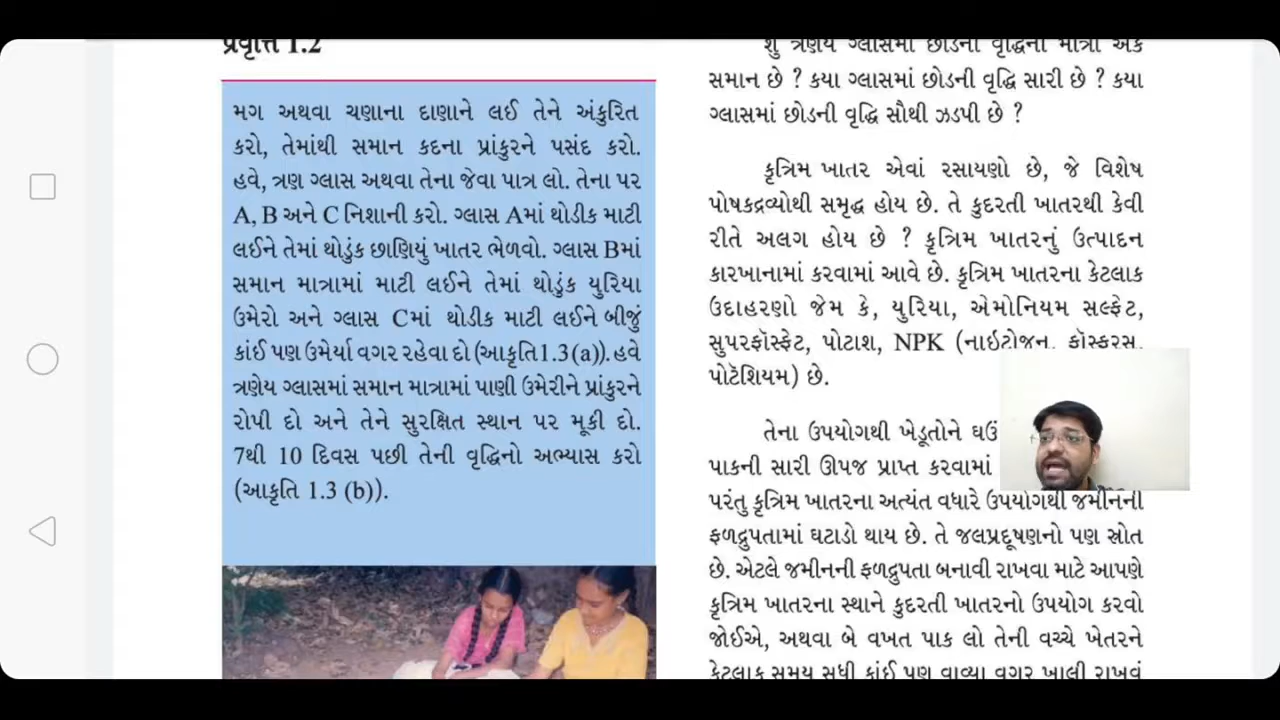 પ્રવૃત્તિ 1.2
મગ અથવા ચણાના દાણાને લઈ તેને અંકુરિત
કરો, તેમાંથી સમાન કદના પ્રાંકુરને પસંદ કરો.
હવે, ત્રણ ગ્લાસ અથવા તેના જેવા પાત્ર લો. તેના પર
A, B અને C નિશાની કરો. ગ્લાસ Aમાં થોડીક માટી
લઈને તેમાં થોડુંક છાણિયું ખાતર ભેળવો. ગ્લાસ Bમાં
સમાન માત્રામાં માટી લઈને તેમાં થોડુંક યુરિયા
ઉમેરો અને ગ્લાસ Cમાં થોડીક માટી લઈને બીજું
કાંઈ પણ ઉમેર્યા વગર રહેવા દો (આકૃતિ1.3(a)). હવે
ત્રણેય ગ્લાસમાં સમાન માત્રામાં પાણી ઉમેરીને પ્રાંકુરને
રોપી દો અને તેને સુરક્ષિત સ્થાન પર મૂકી દો.
7થી 10 દિવસ પછી તેની વૃદ્ધિનો અભ્યાસ કરો
(આકૃતિ 1.3 (b)).
શું ત્રણેય ગ્લાસમાં છોડની વૃદ્ધિની માત્રા એક
સમાન છે ? કયા ગ્લાસમાં છોડની વૃદ્ધિ સારી છે ? કયા
ગ્લાસમાં છોડની વૃદ્ધિ સૌથી ઝડપી છે ?
કૃત્રિમ ખાતર એવાં રસાયણો છે, જે વિશેષ
પોષકદ્રવ્યોથી સમૃદ્ધ હોય છે. તે કુદરતી ખાતરથી કેવી
રીતે અલગ હોય છે ? કૃત્રિમ ખાતરનું ઉત્પાદન
કારખાનામાં કરવામાં આવે છે. કૃત્રિમ ખાતરના કેટલાક
ઉદાહરણો જેમ કે, યુરિયા, એમોનિયમ સલ્ફેટ,
સુપરફૉસ્ફેટ, પોટાશ, NPK (નાઇટ્રોજન, ફૉસ્ફરસ,
પોટૅશિયમ) છે.
તેના ઉપયોગથી ખેડૂતોને ઘઉં
પાકની સારી ઊપજ પ્રાપ્ત કરવામાં
પરંતુ કૃત્રિમ ખાતરના અત્યંત વધારે ઉપયોગથી જમીનની
ફળદ્રુપતામાં ઘટાડો થાય છે. તે જલપ્રદૂષણનો પણ સ્રોત
છે. એટલે જમીનની ફળદ્રુપતા બનાવી રાખવા માટે આપણે
કૃત્રિમ ખાતરના સ્થાને કુદરતી ખાતરનો ઉપયોગ કરવો
જોઈએ, અથવા બે વખત પાક લો તેની વચ્ચે ખેતરને
કેટલાક સમય સુધી કાંઈ પણ વાવ્યા વગર ખાલી રાખવું